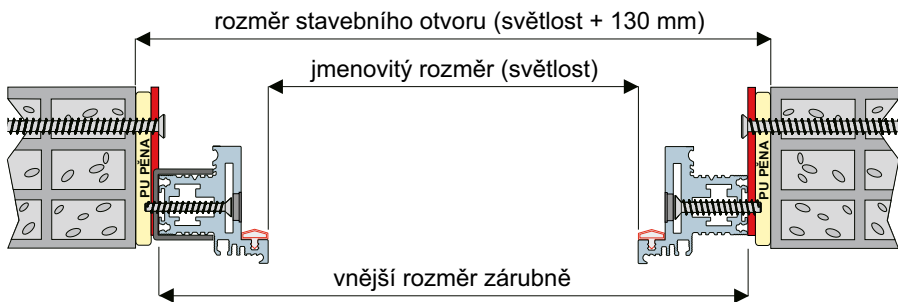 rozměr stavebního otvoru (světlost + 130 mm)
jmenovitý rozměr (světlost)
PU PĚNA
PU PĚNA
vnější rozměr zárubně